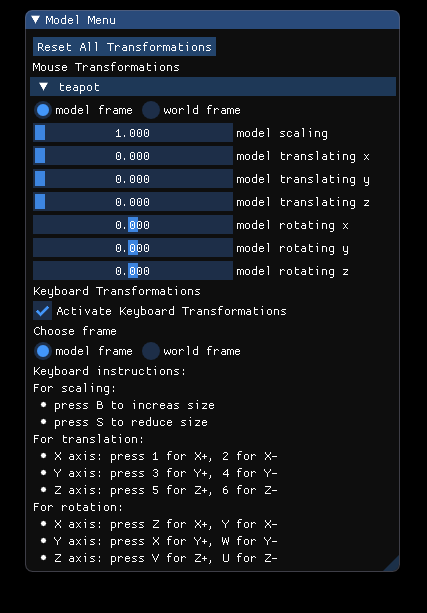 Model Menu
Reset All Transformations
Mouse Transformations
teapot
model frame world frame
1.000 model scaling
0.000 model translating x
0.000 model translating y
0.000 model translating z
0.000 model rotating x
0.000 model rotating y
0.000 model rotating z
Keyboard Transformations
Activate Keyboard Transformations
Choose frame
model frame world frame
Keyboard instructions:
For scaling:
press B to increas size
press S to reduce size
For translation:
X axis: press 1 for X+, 2 for X-
Y axis: press 3 for Y+, 4 for Y-
Z axis: press 5 for Z+, 6 for Z-
For rotation:
X axis: press Z for X+, Y for X-
Y axis: press X for Y+, W for Y-
Z axis: press V for Z+, U for Z-